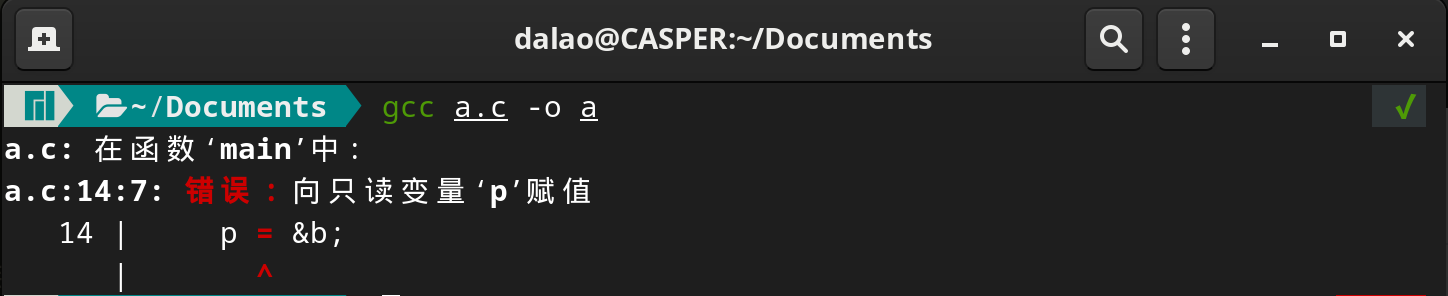 dalao@CASPER:~/Documents
~/Documents gcc a.c -o a
a.c: 在函数‘main’中：
a.c:14:7: 错误：向只读变量‘p’赋值
14 | p = &b;
| ^